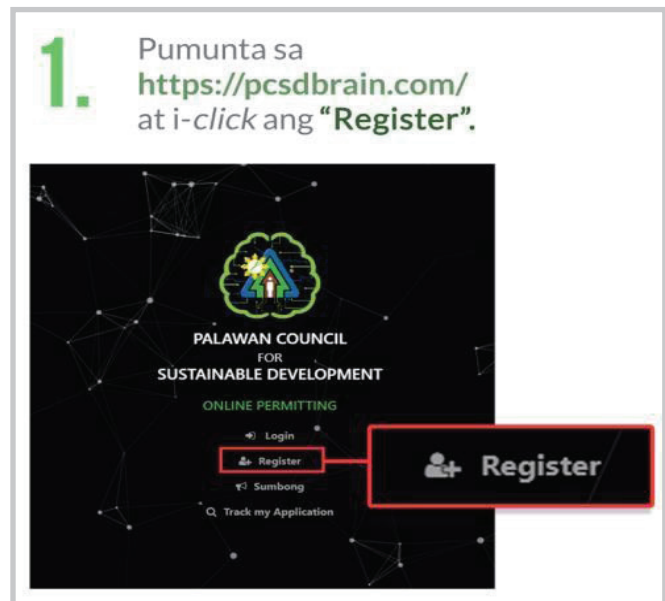 1.
Pumunta sa
https://pcsdbrain.com/
at i-click ang “Register”.
PALAWAN COUNCIL
FOR
SUSTAINABLE DEVELOPMENT
ONLINE PERMITTING
Login
Register
Register
Sumbong
Track my Application